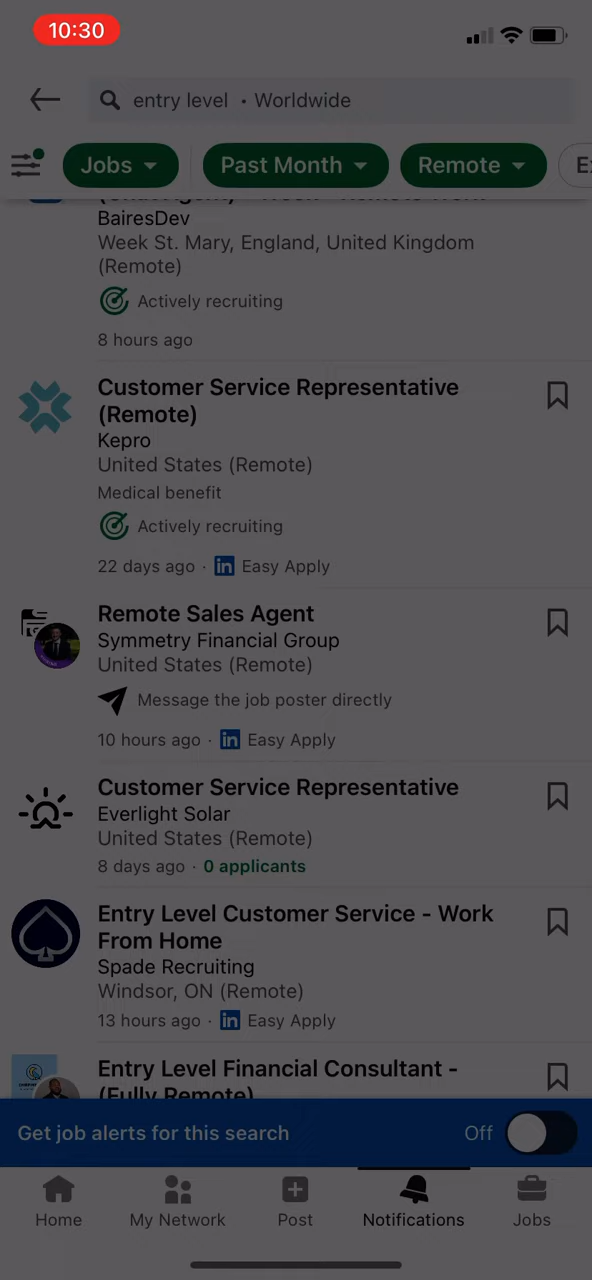 10:30
entry level • Worldwide
Jobs
Past Month
Remote
BairesDev
Week St. Mary, England, United Kingdom
(Remote)
Actively recruiting
8 hours ago
Customer Service Representative
(Remote)
Kepro
United States (Remote)
Medical benefit
Actively recruiting
22 days ago · in Easy Apply
Remote Sales Agent
Symmetry Financial Group
United States (Remote)
Message the job poster directly
10 hours ago · in Easy Apply
Customer Service Representative
Everlight Solar
United States (Remote)
8 days ago · 0 applicants
Entry Level Customer Service - Work
From Home
Spade Recruiting
Windsor, ON (Remote)
13 hours ago · in Easy Apply
Entry Level Financial Consultant -
(Fully Remote)
Get job alerts for this search
Off
Home
My Network
Post
Notifications
Jobs